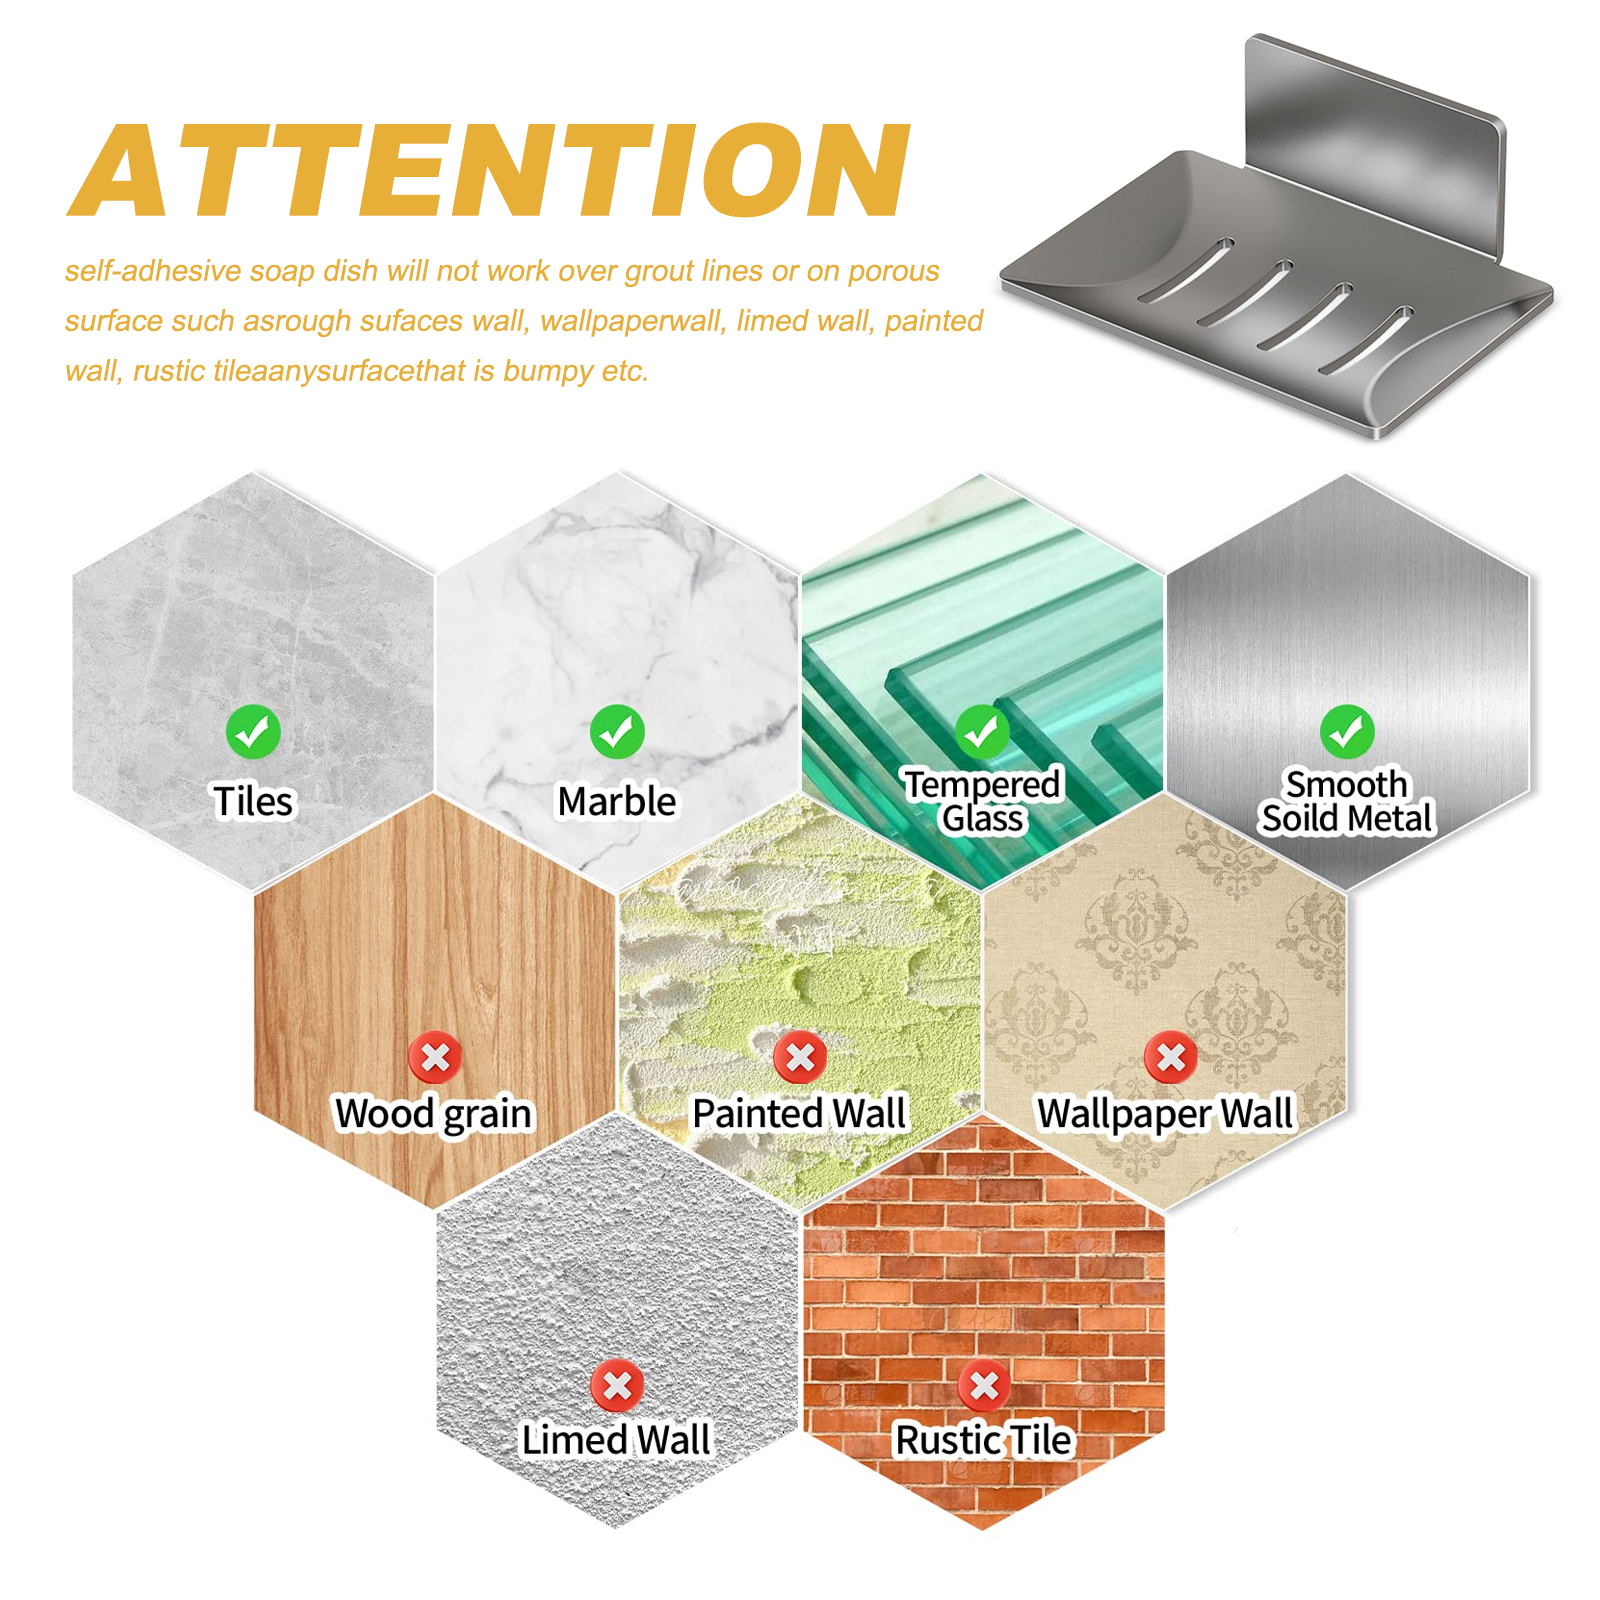 ATTENTION
self-adhesive soap dish will not work over grout lines or on porous
surface such asrough sufaces wall, wallpaperwall, limed wall, painted
wall, rustic tileaanysurfacethat is bumpy etc.
Tiles
Marble
Tempered
Glass
Smooth
Soild Metal
Wood grain
Painted Wall
Wallpaper Wall
Limed Wall
Rustic Tile